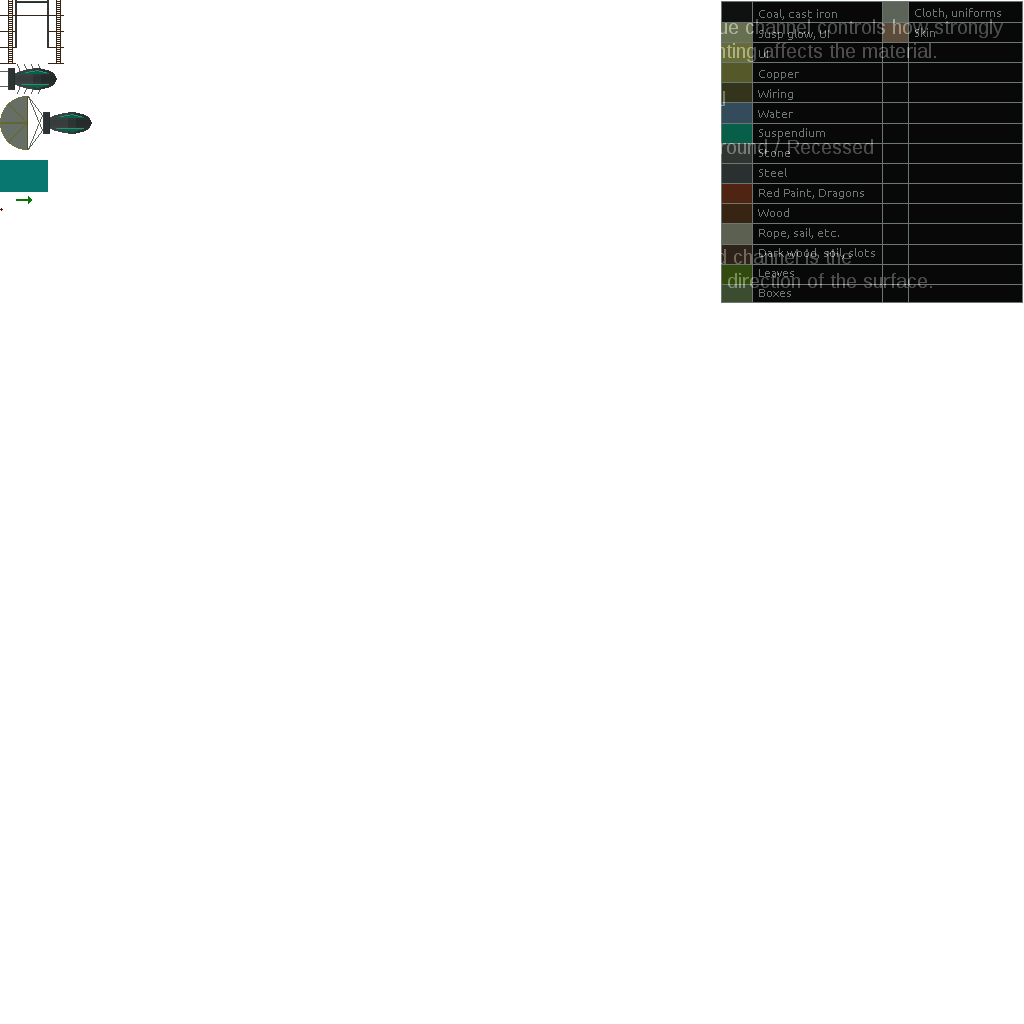 Coal, cast iron
Cloth, uniforms
ue channel controls how strongly
Susp glow, UI
Skin
UI
nting affects the material.
Copper
Wiring
Water
Suspendium
round / Recessed
Stone
Steel
Red Paint, Dragons
Wood
Rope, sail, etc.
Dark wood, soil, slots
d channel is the
Leaves
direction of the surface.
Boxes